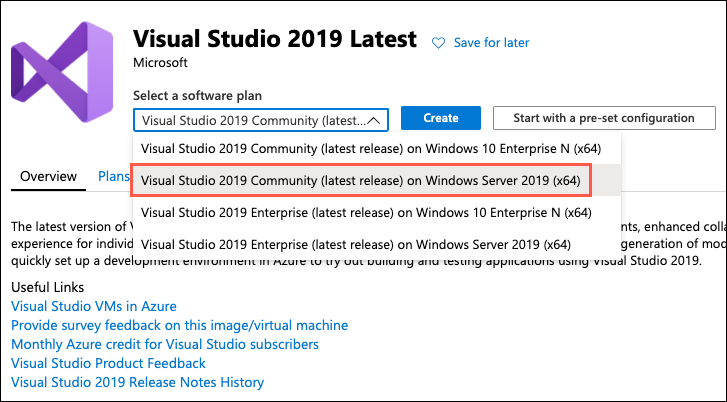 Visual Studio 2019 Latest
Save for later
Microsoft
Select a software plan
Visual Studio 2019 Community (latest...
Create
Start with a pre-set configuration
Visual Studio 2019 Community (latest release) on Windows 10 Enterprise N (x64)
Overview
Plans
Visual Studio 2019 Community (latest release) on Windows Server 2019 (x64)
Visual Studio 2019 Enterprise (latest release) on Windows 10 Enterprise N (x64)
The latest version of
nts, enhanced colla
Visual Studio 2019 Enterprise (latest release) on Windows Server 2019 (x64)
experience for individ
generation of mod
quickly set up a development environment in Azure to try out building and testing applications using Visual Studio 2019.
Useful Links
Visual Studio VMs in Azure
Provide survey feedback on this image/virtual machine
Monthly Azure credit for Visual Studio subscribers
Visual Studio Product Feedback
Visual Studio 2019 Release Notes History